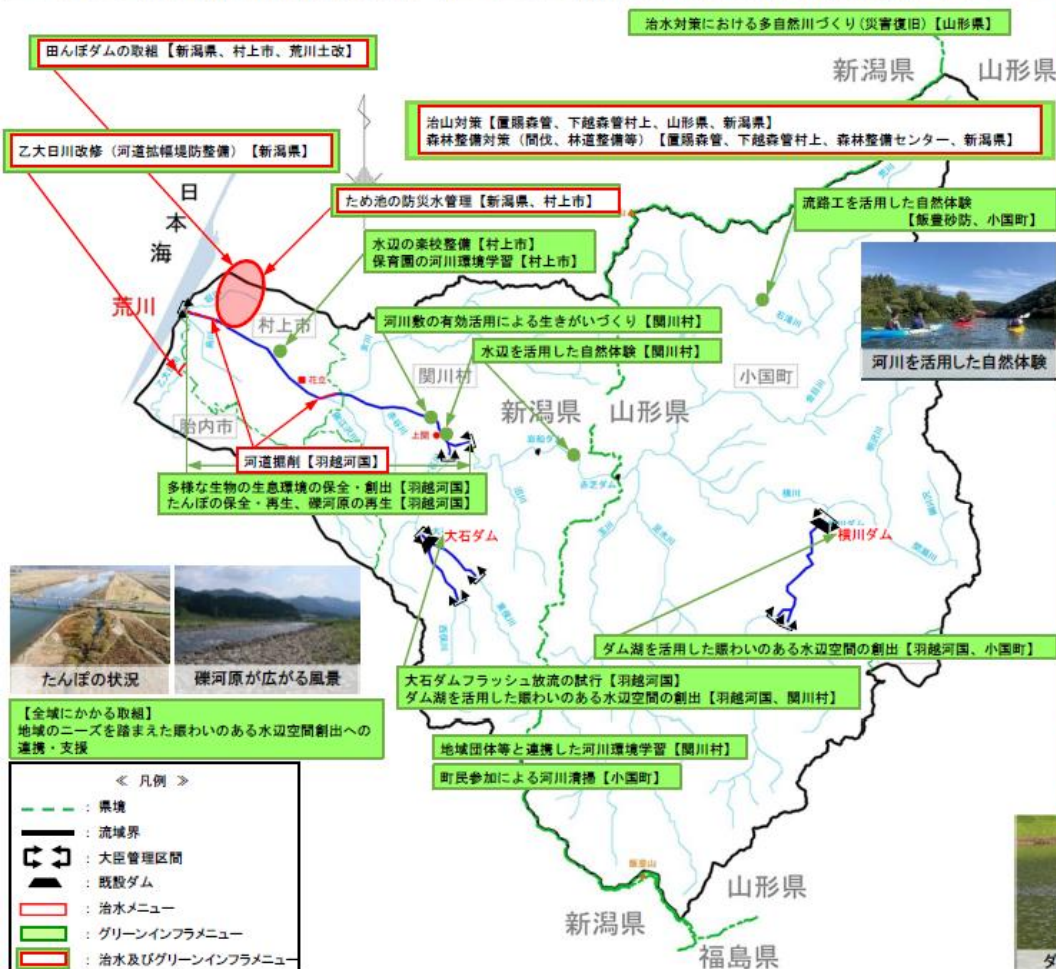 治水対策における多自然川づくり(災害復旧)【山形県】
田んぼダムの取組【新潟県、村上市、荒川土改】
新潟県
山形県
治山対策【置賜森管、下越森管村上、山形県、新潟県】
森林整備対策（間伐、林道整備等）【置賜森管、下越森管村上、森林整備センター、新潟県】
乙大日川改修（河道拡幅堤防整備）【新潟県】
日本海
ため池の防災水管理【新潟県、村上市】
流路工を活用した自然体験
【飯豊砂防、小国町】
水辺の楽校整備【村上市】
保育園の河川環境学習【村上市】
荒川
村上市
河川敷の有効活用による生きがいづくり【関川村】
水辺を活用した自然体験【関川村】
河川を活用した自然体験
花立
関川村
小国町
新潟県
山形県
胎内市
上関
河道掘削【羽越河国】
多様な生物の生息環境の保全・創出【羽越河国】
たんぼの保全・再生、礫河原の再生【羽越河国】
赤芝ダム
横川
大石ダム
横川ダム
たんぼの状況
礫河原が広がる風景
ダム湖を活用した賑わいのある水辺空間の創出【羽越河国、小国町】
大石ダムフラッシュ放流の試行【羽越河国】
ダム湖を活用した賑わいのある水辺空間の創出【羽越河国、関川村】
【全域にかかる取組】
地域のニーズを踏まえた賑わいのある水辺空間創出への
連携・支援
地域団体等と連携した河川環境学習【関川村】
町民参加による河川清掃【小国町】
≪ 凡例 ≫
：県境
：流域界
：大臣管理区間
：既設ダム
：治水メニュー
：グリーンインフラメニュー
：治水及びグリーンインフラメニュー
飯豊山
山形県
新潟県
福島県